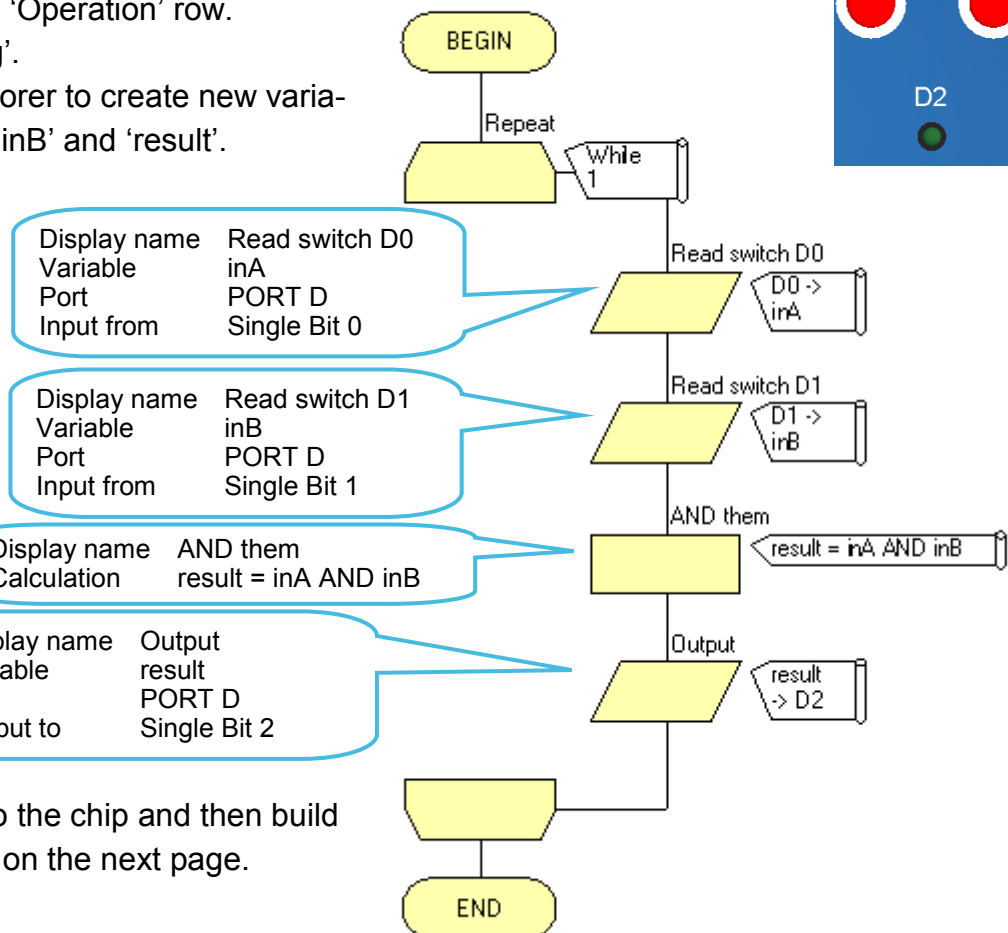 'Operation' row.
BEGIN
g'.
orer to create new varia-
inB' and 'result'.
D2
Repeat
While
1
Display name Read switch D0
Variable inA
Port PORT D
Input from Single Bit 0
Read switch D0
D0 ->
inA
Display name Read switch D1
Variable inB
Port PORT D
Input from Single Bit 1
Read switch D1
D1 ->
inB
Display name AND them
Calculation result = inA AND inB
AND them
result = inA AND inB
play name Output
able result
PORT D
put to Single Bit 2
Output
result
-> D2
o the chip and then build
on the next page.
END